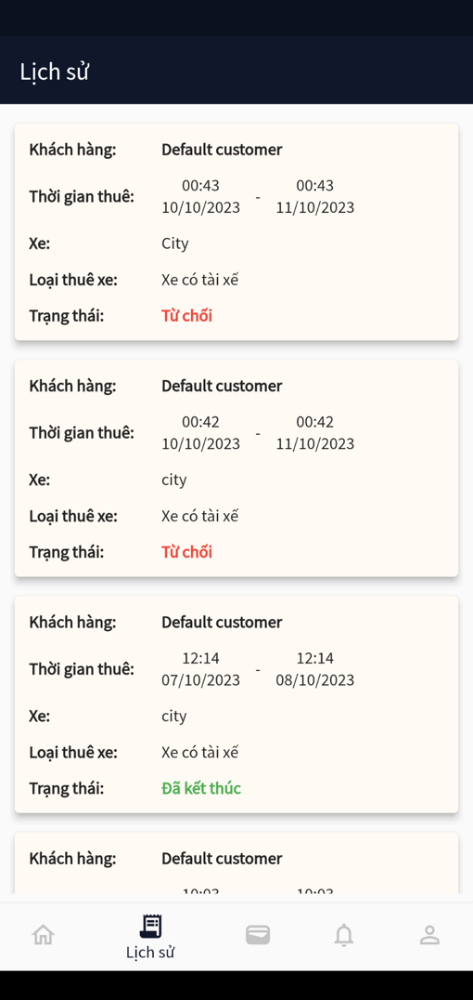 Lịch sử
Khách hàng: Default customer
00:43 00:43
Thời gian thuê: -
10/10/2023 11/10/2023
Xe: City
Loại thuê xe: Xe có tài xế
Trạng thái: Từ chối
Khách hàng: Default customer
00:42 00:42
Thời gian thuê: -
10/10/2023 11/10/2023
Xe: city
Loại thuê xe: Xe có tài xế
Trạng thái: Từ chối
Khách hàng: Default customer
12:14 12:14
Thời gian thuê: -
07/10/2023 08/10/2023
Xe: city
Loại thuê xe: Xe có tài xế
Trạng thái: Đã kết thúc
Khách hàng: Default customer
Lịch sử